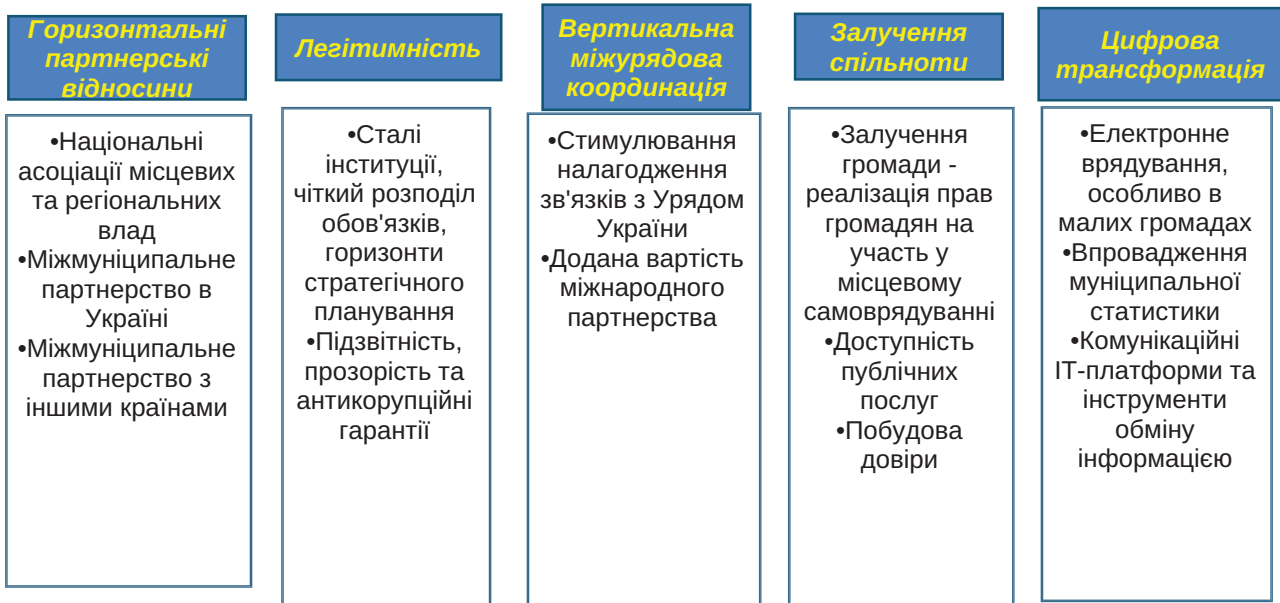 Горизонтальні
партнерські
відносини
•Національні
асоціації місцевих
та регіональних
влад
•Міжмуніципальне
партнерство в
Україні
•Міжмуніципальне
партнерство з
іншими країнами
Легітимність
•Сталі
інституції,
чіткий розподіл
обов'язків,
горизонти
стратегічного
планування
•Підзвітність,
прозорість та
антикорупційні
гарантії
Вертикальна
міжурядова
координація
•Стимулювання
налагодження
зв'язків з Урядом
України
•Додана вартість
міжнародного
партнерства
Залучення
спільноти
•Залучення
громади -
реалізація прав
громадян на
участь у
місцевому
самоврядуванні
•Доступність
публічних
послуг
•Побудова
довіри
Цифрова
трансформація
•Електронне
врядування,
особливо в
малих громадах
•Впровадження
муніципальної
статистики
•Комунікаційні
ІТ-платформи та
інструменти
обміну
інформацією